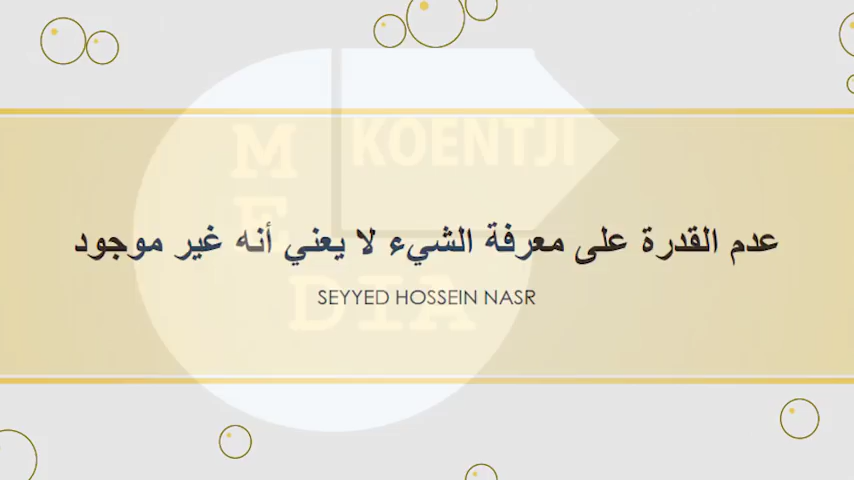 KOENTJI
M
E
DIA
عدم القدرة على معرفة الشيء لا يعني أنه غير موجود
SEYYED HOSSEIN NASR